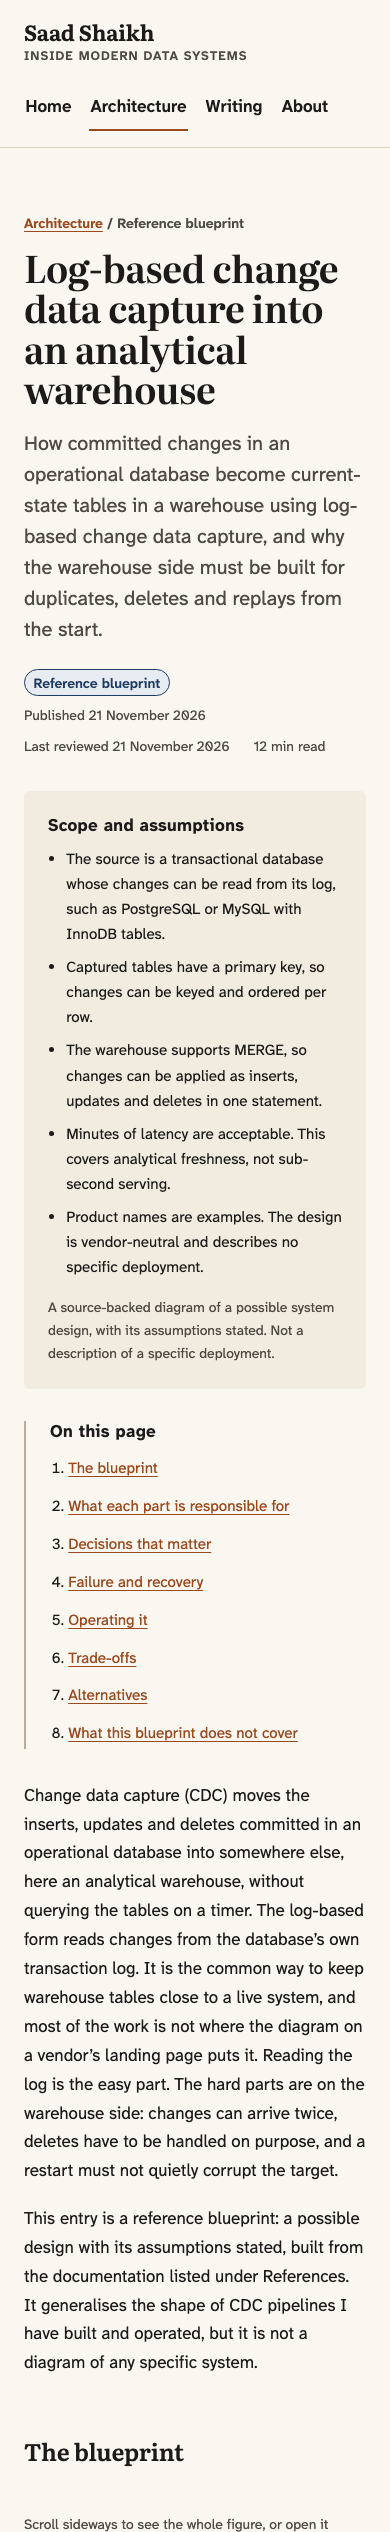 Saad Shaikh
INSIDE MODERN DATA SYSTEMS
Home Architecture Writing About
Architecture / Reference blueprint
Log-based change
data capture into
an analytical
warehouse
How committed changes in an
operational database become current-
state tables in a warehouse using log-
based change data capture, and why
the warehouse side must be built for
duplicates, deletes and replays from
the start.
Reference blueprint
Published 21 November 2026
Last reviewed 21 November 2026 12 min read
Scope and assumptions
• The source is a transactional database
whose changes can be read from its log,
such as PostgreSQL or MySQL with
InnoDB tables.
• Captured tables have a primary key, so
changes can be keyed and ordered per
row.
• The warehouse supports MERGE, so
changes can be applied as inserts,
updates and deletes in one statement.
• Minutes of latency are acceptable. This
covers analytical freshness, not sub-
second serving.
• Product names are examples. The design
is vendor-neutral and describes no
specific deployment.
A source-backed diagram of a possible system
design, with its assumptions stated. Not a
description of a specific deployment.
On this page
1. The blueprint
2. What each part is responsible for
3. Decisions that matter
4. Failure and recovery
5. Operating it
6. Trade-offs
7. Alternatives
8. What this blueprint does not cover
Change data capture (CDC) moves the
inserts, updates and deletes committed in an
operational database into somewhere else,
here an analytical warehouse, without
querying the tables on a timer. The log-based
form reads changes from the database’s own
transaction log. It is the common way to keep
warehouse tables close to a live system, and
most of the work is not where the diagram on
a vendor’s landing page puts it. Reading the
log is the easy part. The hard parts are on the
warehouse side: changes can arrive twice,
deletes have to be handled on purpose, and a
restart must not quietly corrupt the target.
This entry is a reference blueprint: a possible
design with its assumptions stated, built from
the documentation listed under References.
It generalises the shape of CDC pipelines I
have built and operated, but it is not a
diagram of any specific system.
The blueprint
Scroll sideways to see the whole figure, or open it